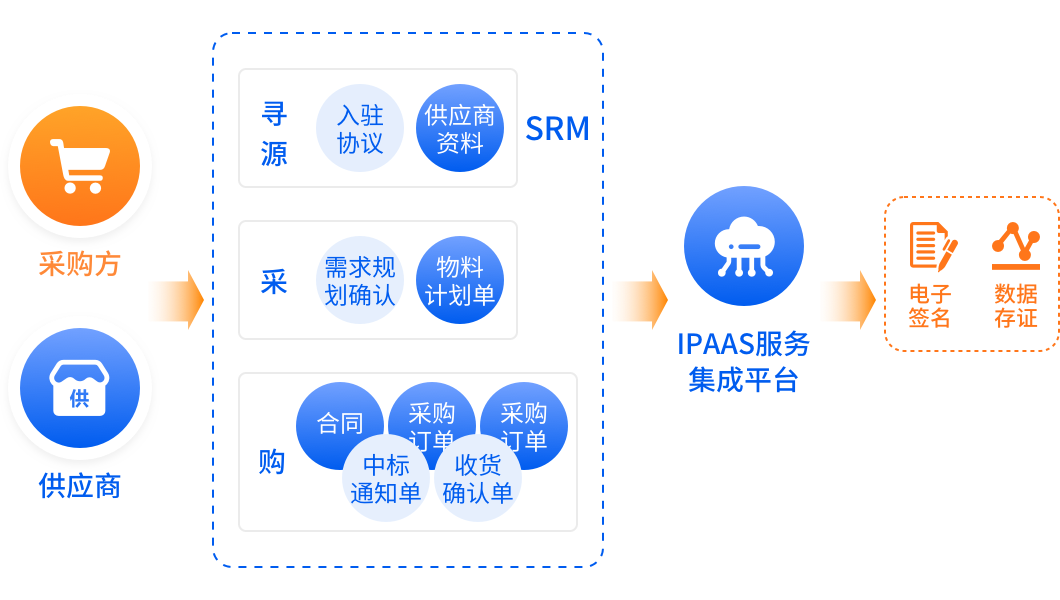 采购方
供
供应商
SRM
寻
源
入驻
协议
供应商
资料
采
需求规
划确认
物料
计划单
购
合同
采购
订单
采购
订单
中标
通知单
收货
确认单
IPAAS服务
集成平台
电子
签名
数据
存证